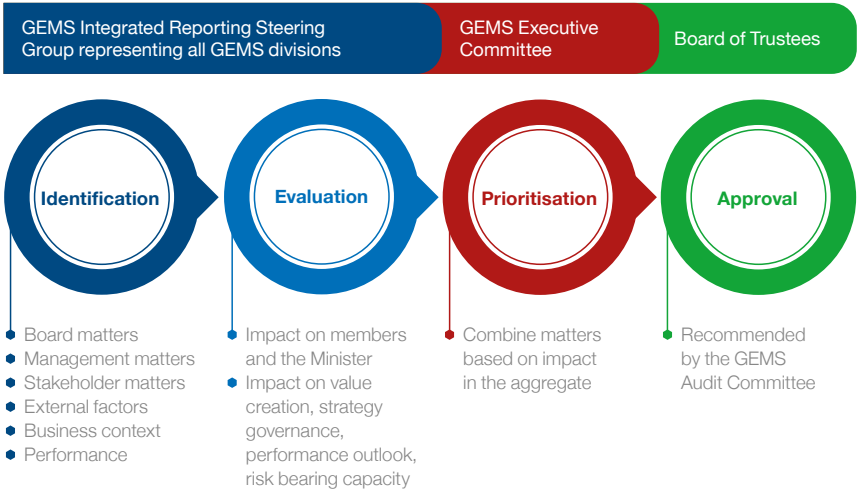 GEMS Integrated Reporting Steering
Group representing all GEMS divisions
GEMS Executive
Committee
Board of Trustees
Identification
Evaluation
Prioritisation
Approval
Board matters
Management matters
Stakeholder matters
External factors
Business context
Performance
Impact on members
and the Minister
Impact on value
creation, strategy
governance,
performance outlook,
risk bearing capacity
Combine matters
based on impact
in the aggregate
Recommended
by the GEMS
Audit Committee